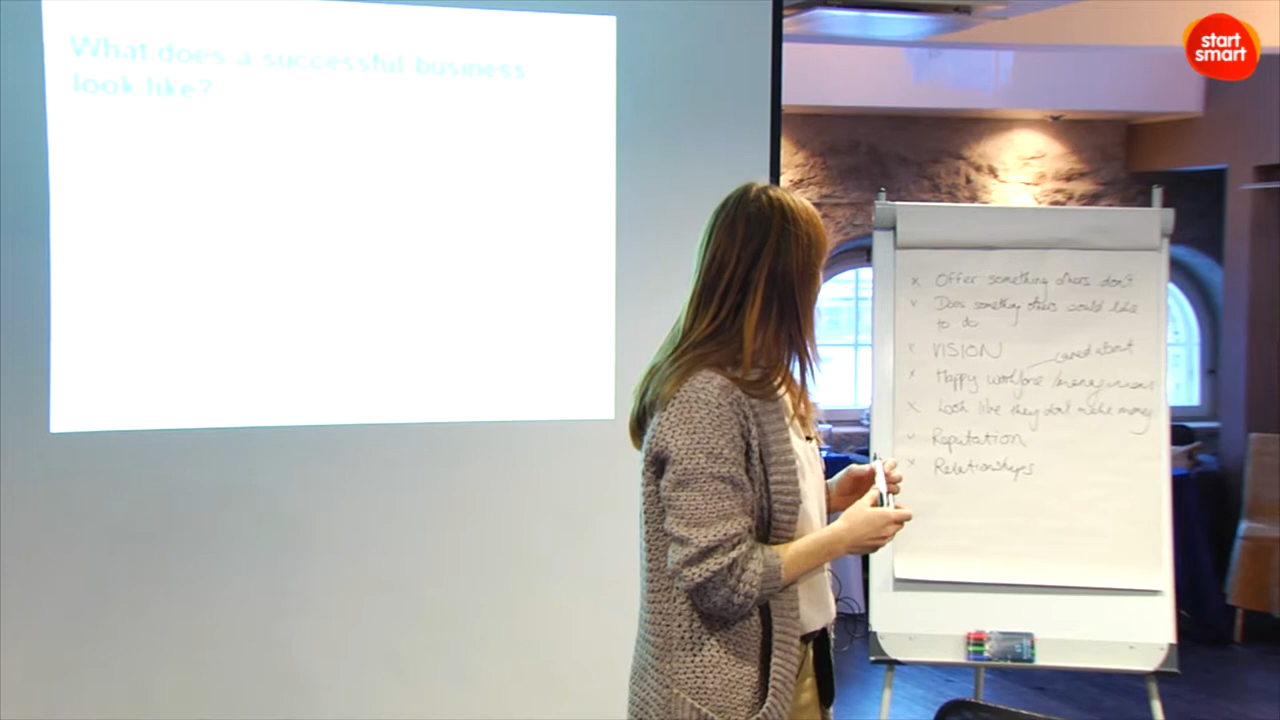 What does a successful business
look like?
start
smart
x Offer something others don't
v Does something others would like
to do
x VISION
cared about
x Happy workforce / management
x Look like they don't make money
v Reputation
x Relationships